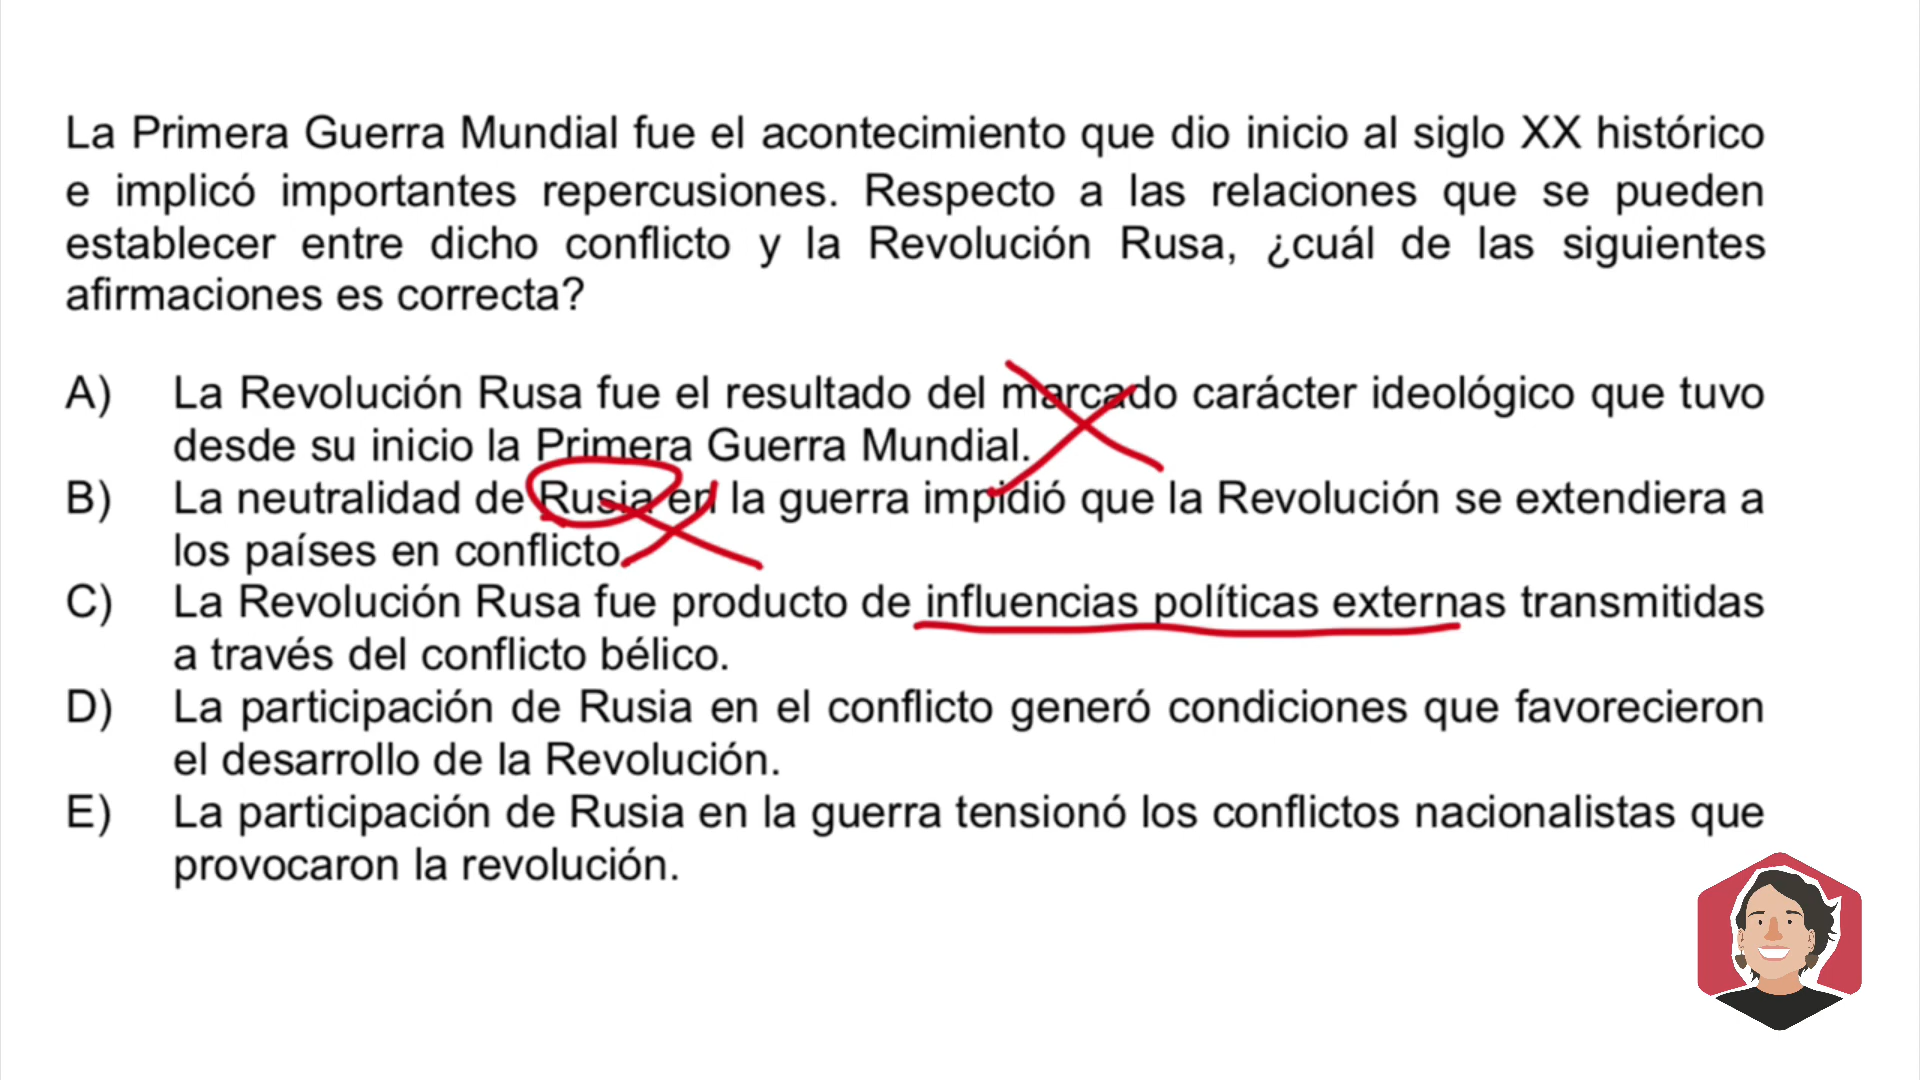 La Primera Guerra Mundial fue el acontecimiento que dio inicio al siglo XX histórico
e implicó importantes repercusiones. Respecto a las relaciones que se pueden
establecer entre dicho conflicto y la Revolución Rusa, ¿cuál de las siguientes
afirmaciones es correcta?
A) La Revolución Rusa fue el resultado del marcado carácter ideológico que tuvo
desde su inicio la Primera Guerra Mundial.
B) La neutralidad de Rusia en la guerra impidió que la Revolución se extendiera a
los países en conflicto.
C) La Revolución Rusa fue producto de influencias políticas externas transmitidas
a través del conflicto bélico.
D) La participación de Rusia en el conflicto generó condiciones que favorecieron
el desarrollo de la Revolución.
E) La participación de Rusia en la guerra tensionó los conflictos nacionalistas que
provocaron la revolución.